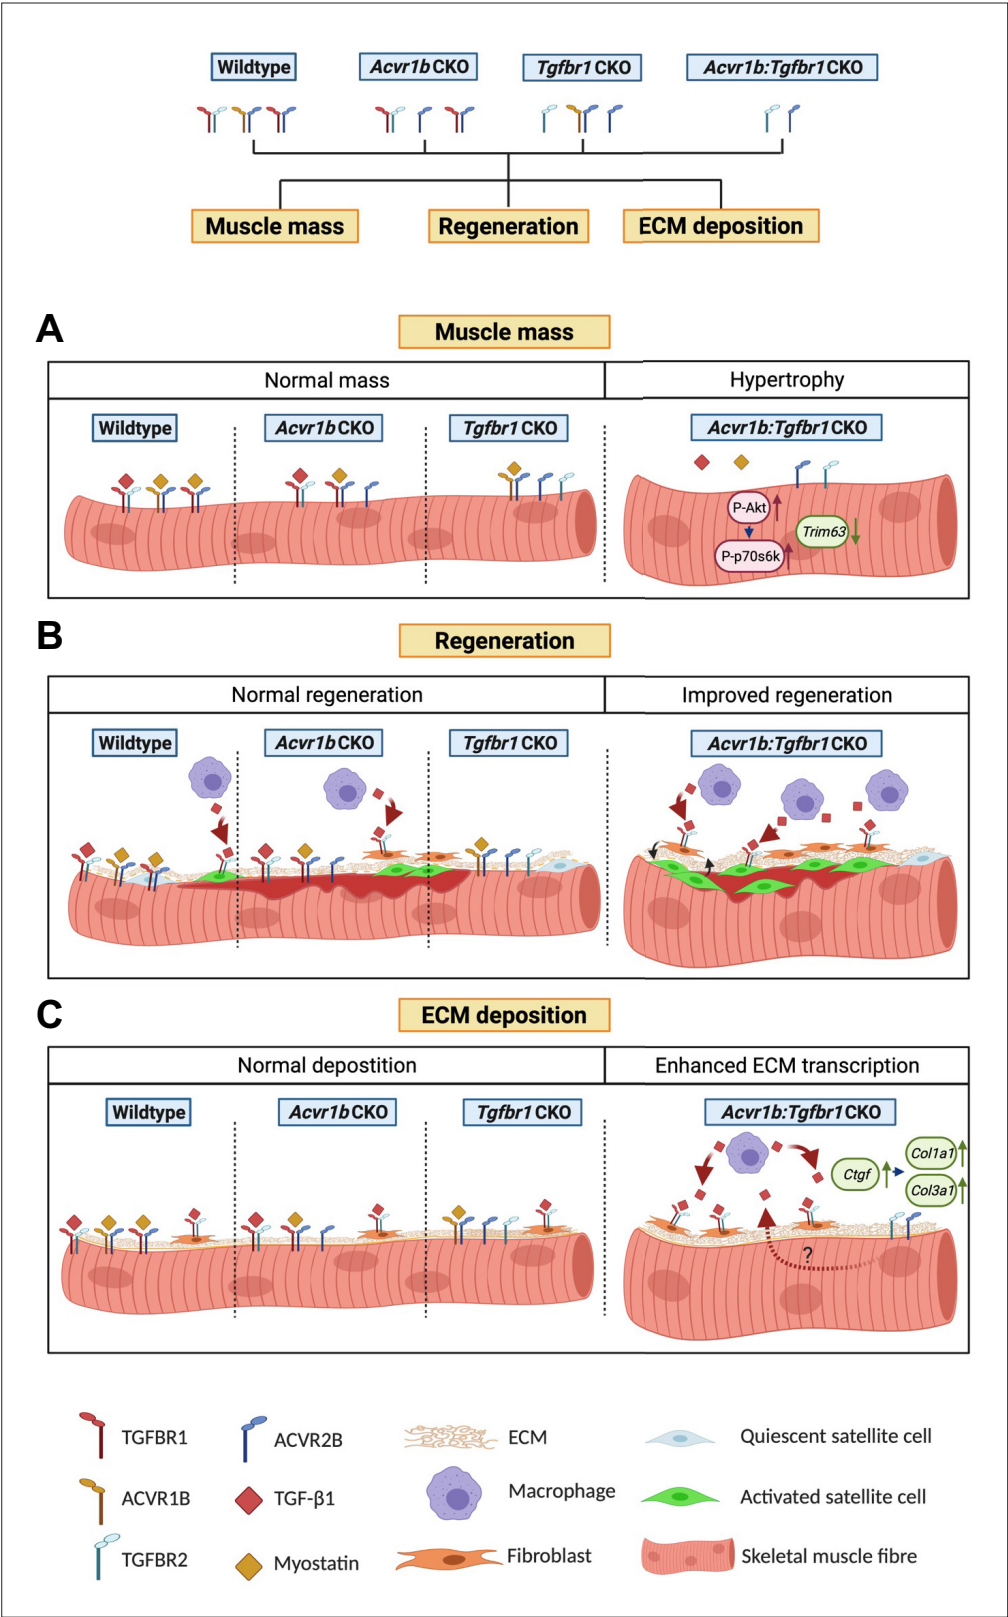 Wildtype
Acvr1b CKO
Tgfbr1 CKO
Acvr1b:Tgfbr1 CKO
Muscle mass
Regeneration
ECM deposition
A
Muscle mass
Normal mass
Hypertrophy
Wildtype
Acvr1b CKO
Tgfbr1 CKO
Acvr1b:Tgfbr1 CKO
P-Akt
Trim63
P-p70s6k
B
Regeneration
Normal regeneration
Improved regeneration
Wildtype
Acvr1b CKO
Tgfbr1 CKO
Acvr1b:Tgfbr1 CKO
C
ECM deposition
Normal depostition
Enhanced ECM transcription
Wildtype
Acvr1b CKO
Tgfbr1 CKO
Acvr1b:Tgfbr1 CKO
Ctgf
Col1a1
Col3a1
?
TGFBR1
ACVR2B
ECM
Quiescent satellite cell
ACVR1B
TGF-β1
Macrophage
Activated satellite cell
TGFBR2
Myostatin
Fibroblast
Skeletal muscle fibre